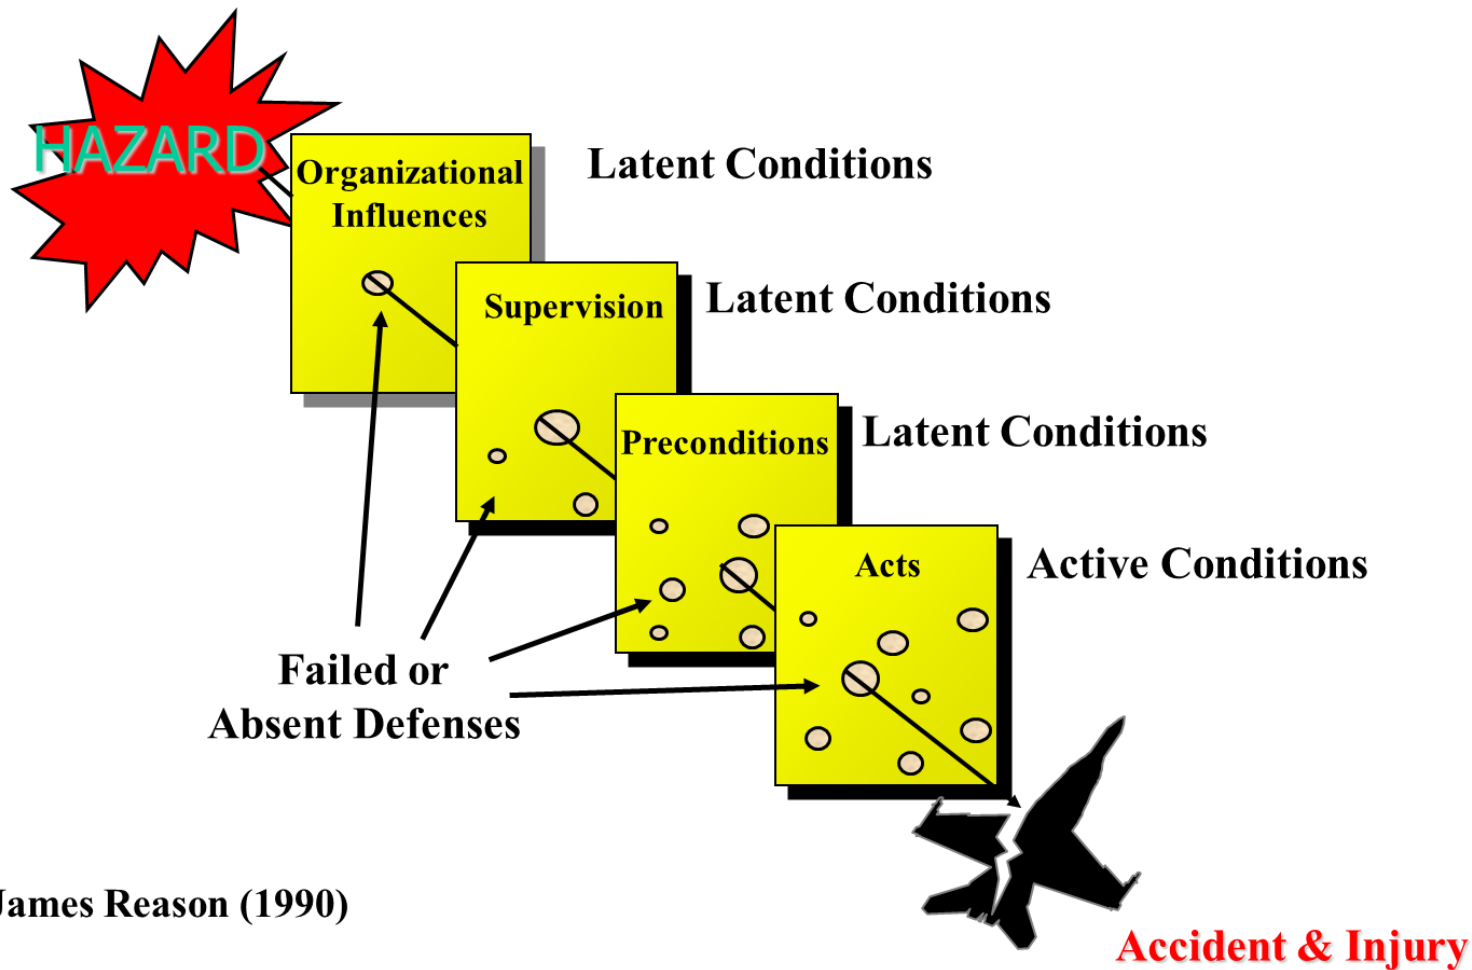 HAZARD
Organizational
Influences
Latent Conditions
Supervision
Latent Conditions
Preconditions
Latent Conditions
Acts
Active Conditions
Failed or
Absent Defenses
James Reason (1990)
Accident & Injury